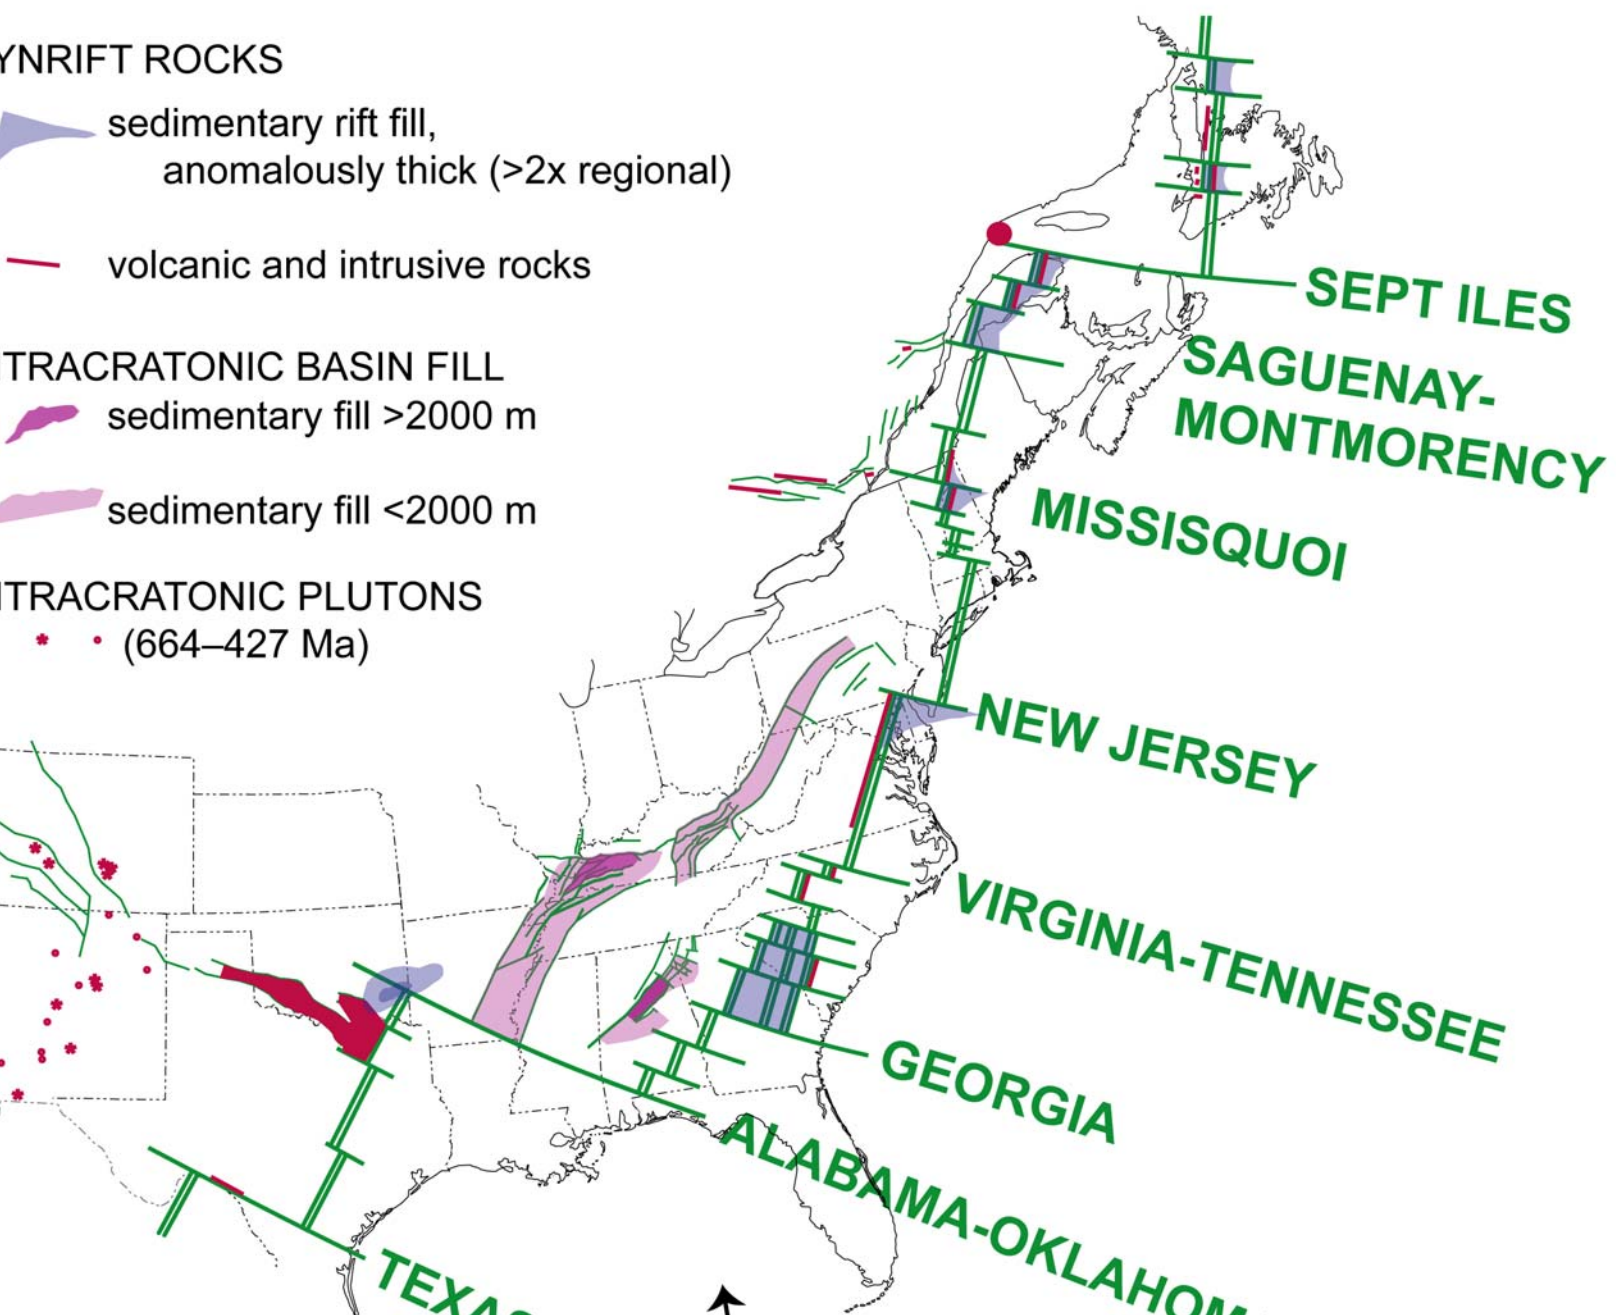 YNRIFT ROCKS
sedimentary rift fill,
anomalously thick (>2x regional)
volcanic and intrusive rocks
TRACRATONIC BASIN FILL
sedimentary fill >2000 m
sedimentary fill <2000 m
ITRACRATONIC PLUTONS
(664–427 Ma)
SEPT ILES
SAGUENAY-
MONTMORENCY
MISSISQUOI
NEW JERSEY
VIRGINIA-TENNESSEE
GEORGIA
ALABAMA-OKLAHOM
TEXAS